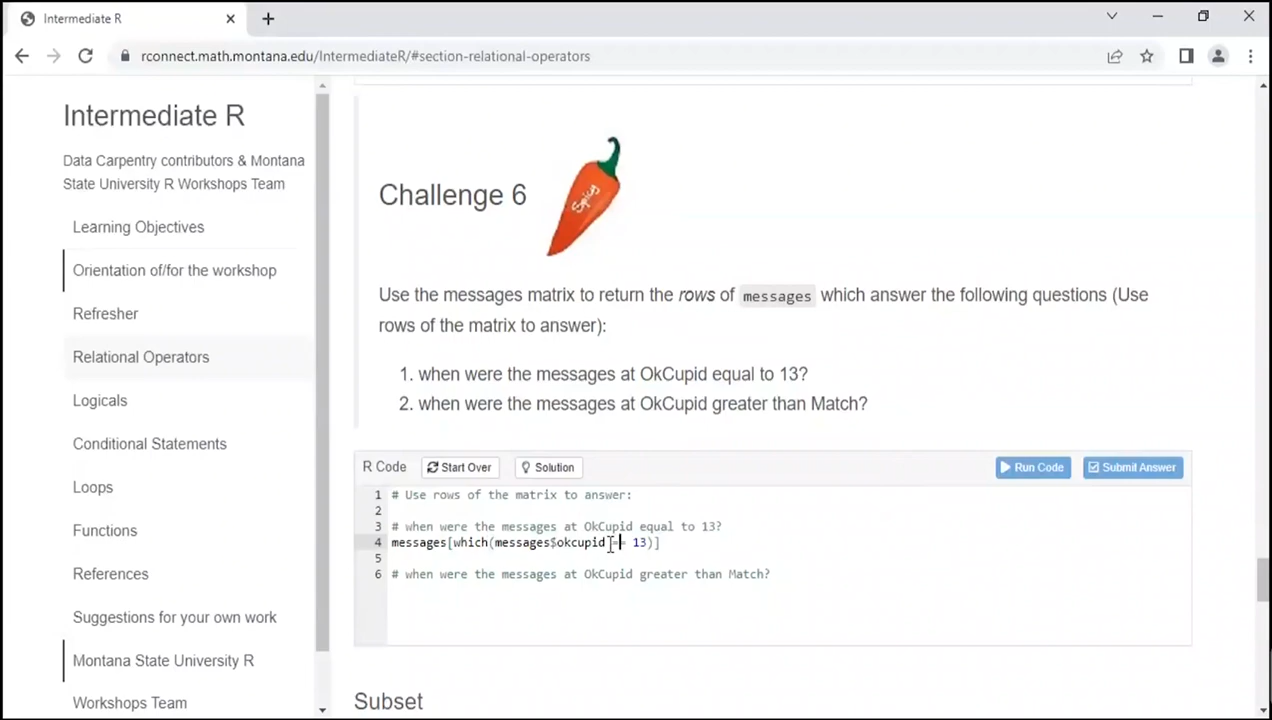 Intermediate R
rconnect.math.montana.edu/IntermediateR/#section-relational-operators
Intermediate R
Data Carpentry contributors & Montana
State University R Workshops Team
Learning Objectives
Orientation of/for the workshop
Refresher
Relational Operators
Logicals
Conditional Statements
Loops
Functions
References
Suggestions for your own work
Montana State University R
Workshops Team
Challenge 6
Spicy
Use the messages matrix to return the rows of messages which answer the following questions (Use
rows of the matrix to answer):
1. when were the messages at OkCupid equal to 13?
2. when were the messages at OkCupid greater than Match?
R Code Start Over Solution Run Code Submit Answer
1 # Use rows of the matrix to answer:
2
3 # when were the messages at OkCupid equal to 13?
4 messages[which(messages$okcupid == 13)]
5
6 # when were the messages at OkCupid greater than Match?
Subset